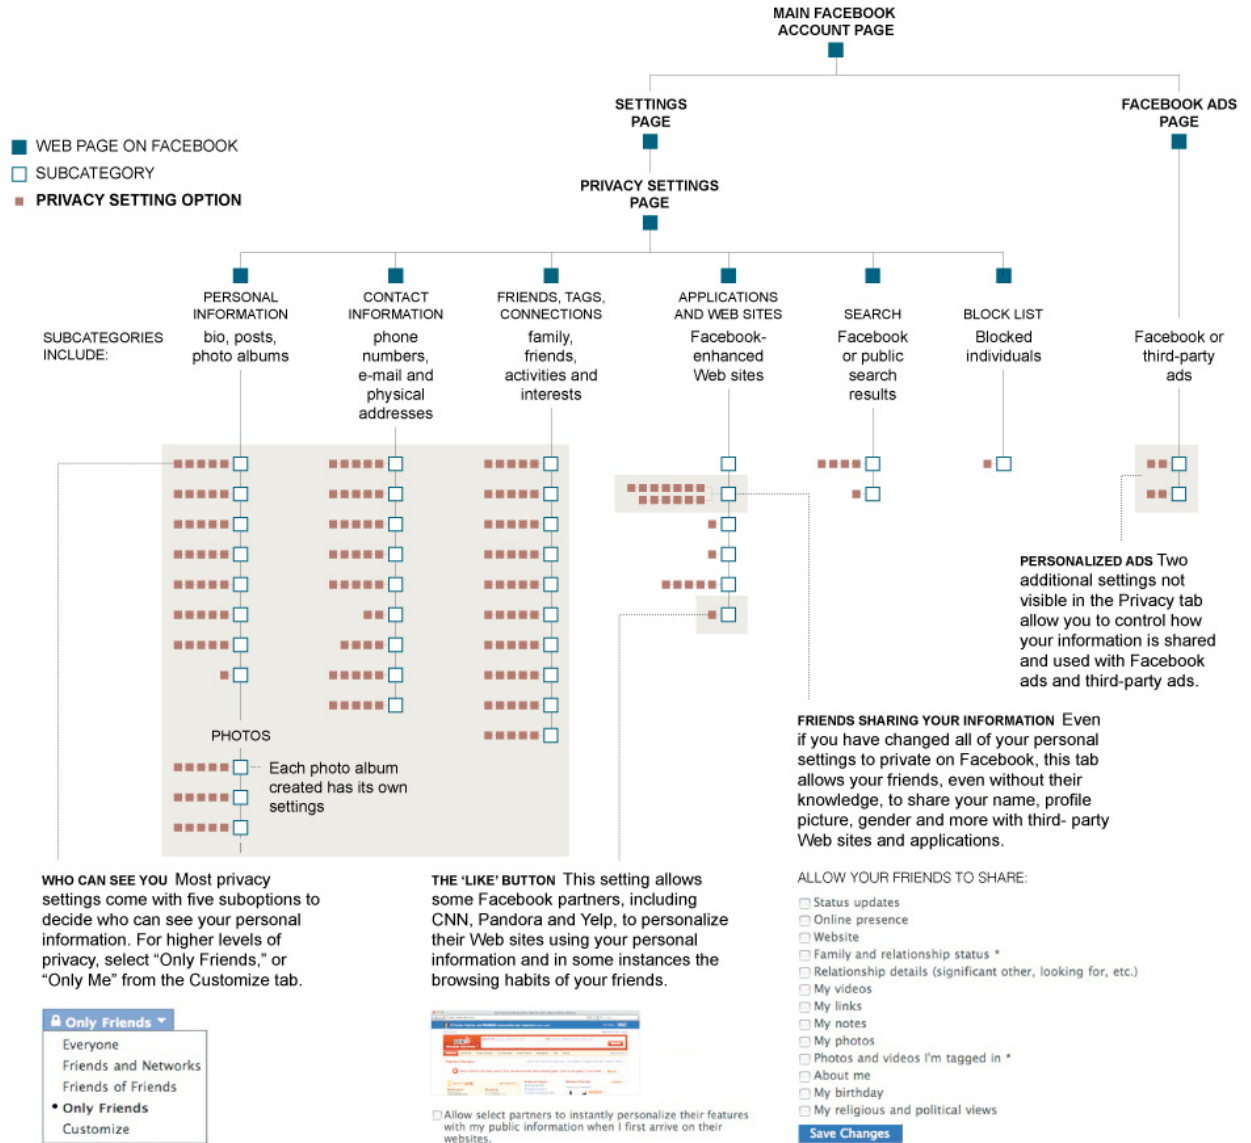 MAIN FACEBOOK
ACCOUNT PAGE
SETTINGS
PAGE
FACEBOOK ADS
PAGE
WEB PAGE ON FACEBOOK
SUBCATEGORY
PRIVACY SETTING OPTION
PRIVACY SETTINGS
PAGE
SUBCATEGORIES
INCLUDE:
PERSONAL
INFORMATION
bio, posts,
photo albums
CONTACT
INFORMATION
phone
numbers,
e-mail and
physical
addresses
FRIENDS, TAGS,
CONNECTIONS
family,
friends,
activities and
interests
APPLICATIONS
AND WEB SITES
Facebook-
enhanced
Web sites
SEARCH
Facebook
or public
search
results
BLOCK LIST
Blocked
individuals
Facebook or
third-party
ads
PHOTOS
Each photo album
created has its own
settings
PERSONALIZED ADS Two
additional settings not
visible in the Privacy tab
allow you to control how
your information is shared
and used with Facebook
ads and third-party ads.
WHO CAN SEE YOU Most privacy
settings come with five suboptions to
decide who can see your personal
information. For higher levels of
privacy, select “Only Friends,” or
“Only Me” from the Customize tab.
Only Friends
Everyone
Friends and Networks
Friends of Friends
• Only Friends
Customize
THE ‘LIKE’ BUTTON This setting allows
some Facebook partners, including
CNN, Pandora and Yelp, to personalize
their Web sites using your personal
information and in some instances the
browsing habits of your friends.
Allow select partners to instantly personalize their features
with my public information when I first arrive on their
websites.
FRIENDS SHARING YOUR INFORMATION Even
if you have changed all of your personal
settings to private on Facebook, this tab
allows your friends, even without their
knowledge, to share your name, profile
picture, gender and more with third- party
Web sites and applications.
ALLOW YOUR FRIENDS TO SHARE:
Status updates
Online presence
Website
Family and relationship status *
Relationship details (significant other, looking for, etc.)
My videos
My links
My notes
My photos
Photos and videos I'm tagged in *
About me
My birthday
My religious and political views
Save Changes